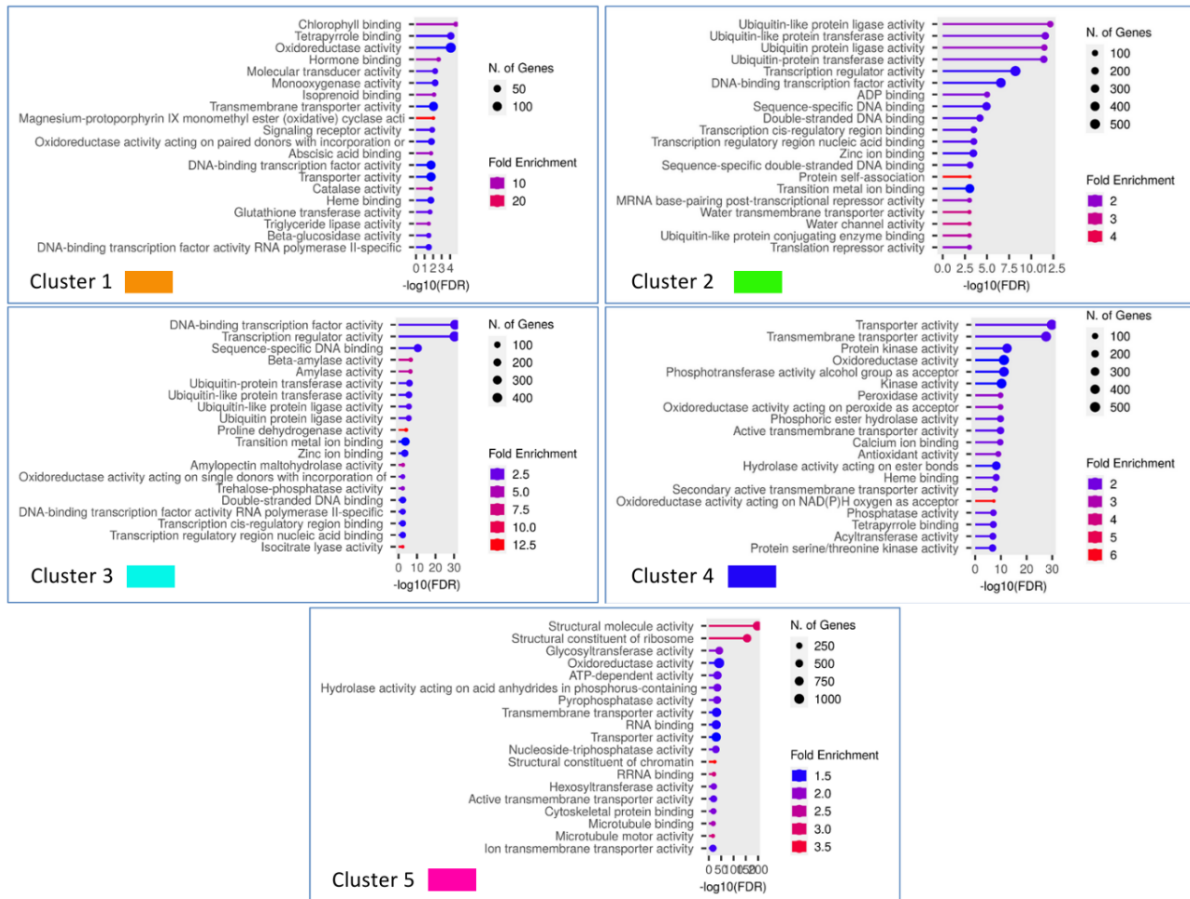 Chlorophyll binding
Tetrapyrrole binding
Oxidoreductase activity
Hormone binding
Molecular transducer activity
Monooxygenase activity
Isoprenoid binding
Transmembrane transporter activity
Magnesium-protoporphyrin IX monomethyl ester (oxidative) cyclase acti
Signaling receptor activity
Oxidoreductase activity acting on paired donors with incorporation or
Abscisic acid binding
DNA-binding transcription factor activity
Transporter activity
Catalase activity
Heme binding
Glutathione transferase activity
Triglyceride lipase activity
Beta-glucosidase activity
DNA-binding transcription factor activity RNA polymerase II-specific
0 1 2 3 4
-log10(FDR)
N. of Genes
50
100
Fold Enrichment
10
20
Cluster 1
Ubiquitin-like protein ligase activity
Ubiquitin-like protein transferase activity
Ubiquitin protein ligase activity
Ubiquitin-protein transferase activity
Transcription regulator activity
DNA-binding transcription factor activity
ADP binding
Sequence-specific DNA binding
Double-stranded DNA binding
Transcription cis-regulatory region binding
Transcription regulatory region nucleic acid binding
Zinc ion binding
Sequence-specific double-stranded DNA binding
Protein self-association
Transition metal ion binding
MRNA base-pairing post-transcriptional repressor activity
Water transmembrane transporter activity
Water channel activity
Ubiquitin-like protein conjugating enzyme binding
Translation repressor activity
0.0 2.5 5.0 7.5 10.0 12.5
-log10(FDR)
N. of Genes
100
200
300
400
500
Fold Enrichment
2
3
4
Cluster 2
DNA-binding transcription factor activity
Transcription regulator activity
Sequence-specific DNA binding
Beta-amylase activity
Amylase activity
Ubiquitin-protein transferase activity
Ubiquitin-like protein transferase activity
Ubiquitin-like protein ligase activity
Ubiquitin protein ligase activity
Proline dehydrogenase activity
Transition metal ion binding
Zinc ion binding
Amylopectin maltohydrolase activity
Oxidoreductase activity acting on single donors with incorporation of
Trehalose-phosphatase activity
Double-stranded DNA binding
DNA-binding transcription factor activity RNA polymerase II-specific
Transcription cis-regulatory region binding
Transcription regulatory region nucleic acid binding
Isocitrate lyase activity
0 10 20 30
-log10(FDR)
N. of Genes
100
200
300
400
Fold Enrichment
2.5
5.0
7.5
10.0
12.5
Cluster 3
Transporter activity
Transmembrane transporter activity
Protein kinase activity
Oxidoreductase activity
Phosphotransferase activity alcohol group as acceptor
Kinase activity
Peroxidase activity
Oxidoreductase activity acting on peroxide as acceptor
Phosphoric ester hydrolase activity
Active transmembrane transporter activity
Calcium ion binding
Antioxidant activity
Hydrolase activity acting on ester bonds
Heme binding
Secondary active transmembrane transporter activity
Oxidoreductase activity acting on NAD(P)H oxygen as acceptor
Phosphatase activity
Tetrapyrrole binding
Acyltransferase activity
Protein serine/threonine kinase activity
0 10 20 30
-log10(FDR)
N. of Genes
100
200
300
400
500
Fold Enrichment
2
3
4
5
6
Cluster 4
Structural molecule activity
Structural constituent of ribosome
Glycosyltransferase activity
Oxidoreductase activity
ATP-dependent activity
Hydrolase activity acting on acid anhydrides in phosphorus-containing
Pyrophosphatase activity
Transmembrane transporter activity
RNA binding
Transporter activity
Nucleoside-triphosphatase activity
Structural constituent of chromatin
RRNA binding
Hexosyltransferase activity
Active transmembrane transporter activity
Cytoskeletal protein binding
Microtubule binding
Microtubule motor activity
Ion transmembrane transporter activity
0 50 100 150 200
-log10(FDR)
N. of Genes
250
500
750
1000
Fold Enrichment
1.5
2.0
2.5
3.0
3.5
Cluster 5